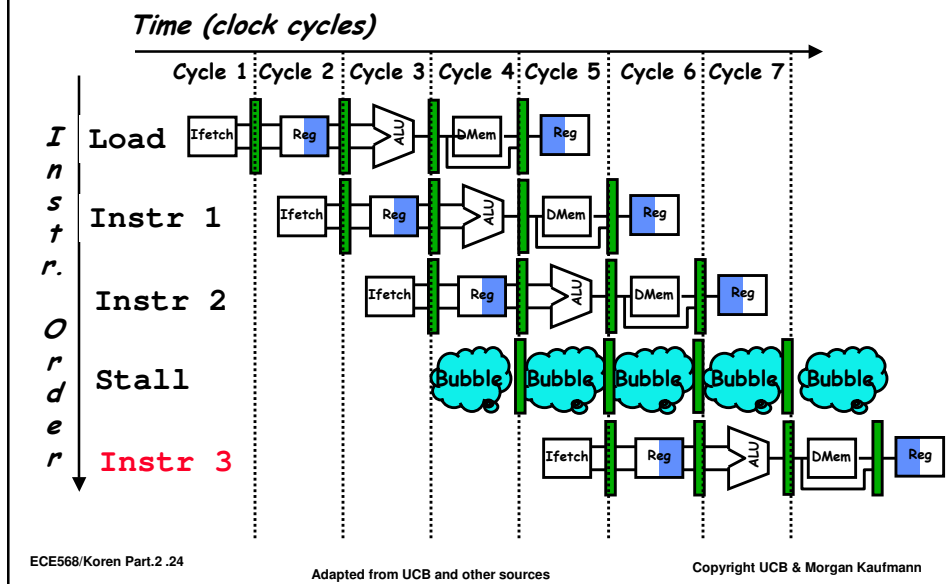 Time (clock cycles)
Cycle 1 Cycle 2 Cycle 3 Cycle 4 Cycle 5 Cycle 6 Cycle 7
Instr. Order
Load Ifetch Reg ALU DMem Reg
Instr 1 Ifetch Reg ALU DMem Reg
Instr 2 Ifetch Reg ALU DMem Reg
Stall Bubble Bubble Bubble Bubble Bubble
Instr 3 Ifetch Reg ALU DMem Reg
ECE568/Koren Part.2 .24
Adapted from UCB and other sources
Copyright UCB & Morgan Kaufmann